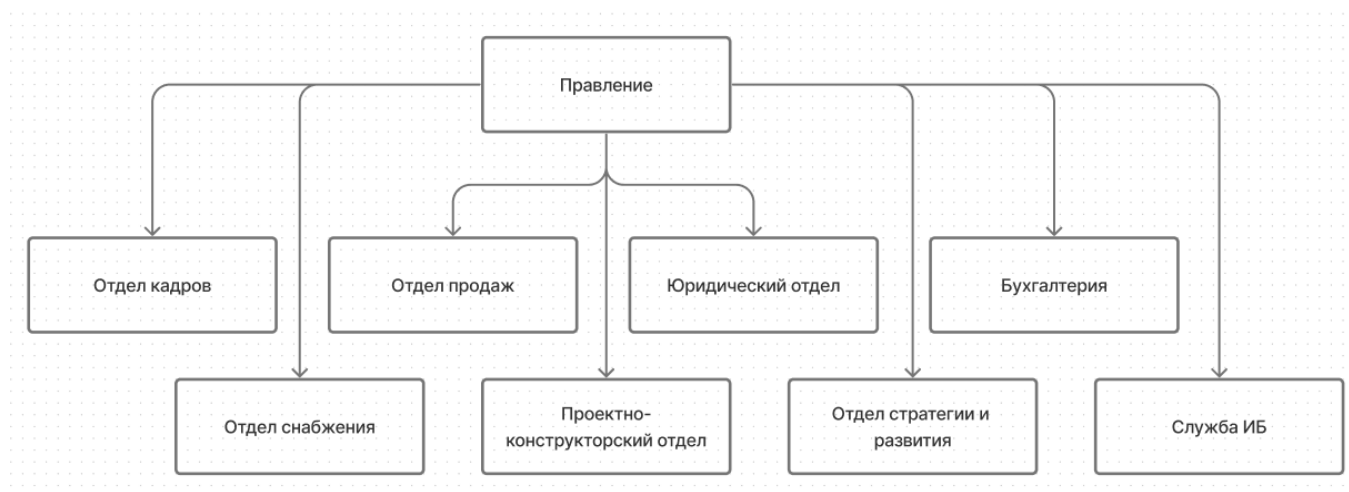 Правление
Отдел кадров
Отдел продаж
Юридический отдел
Бухгалтерия
Отдел снабжения
Проектно-
конструкторский отдел
Отдел стратегии и
развития
Служба ИБ